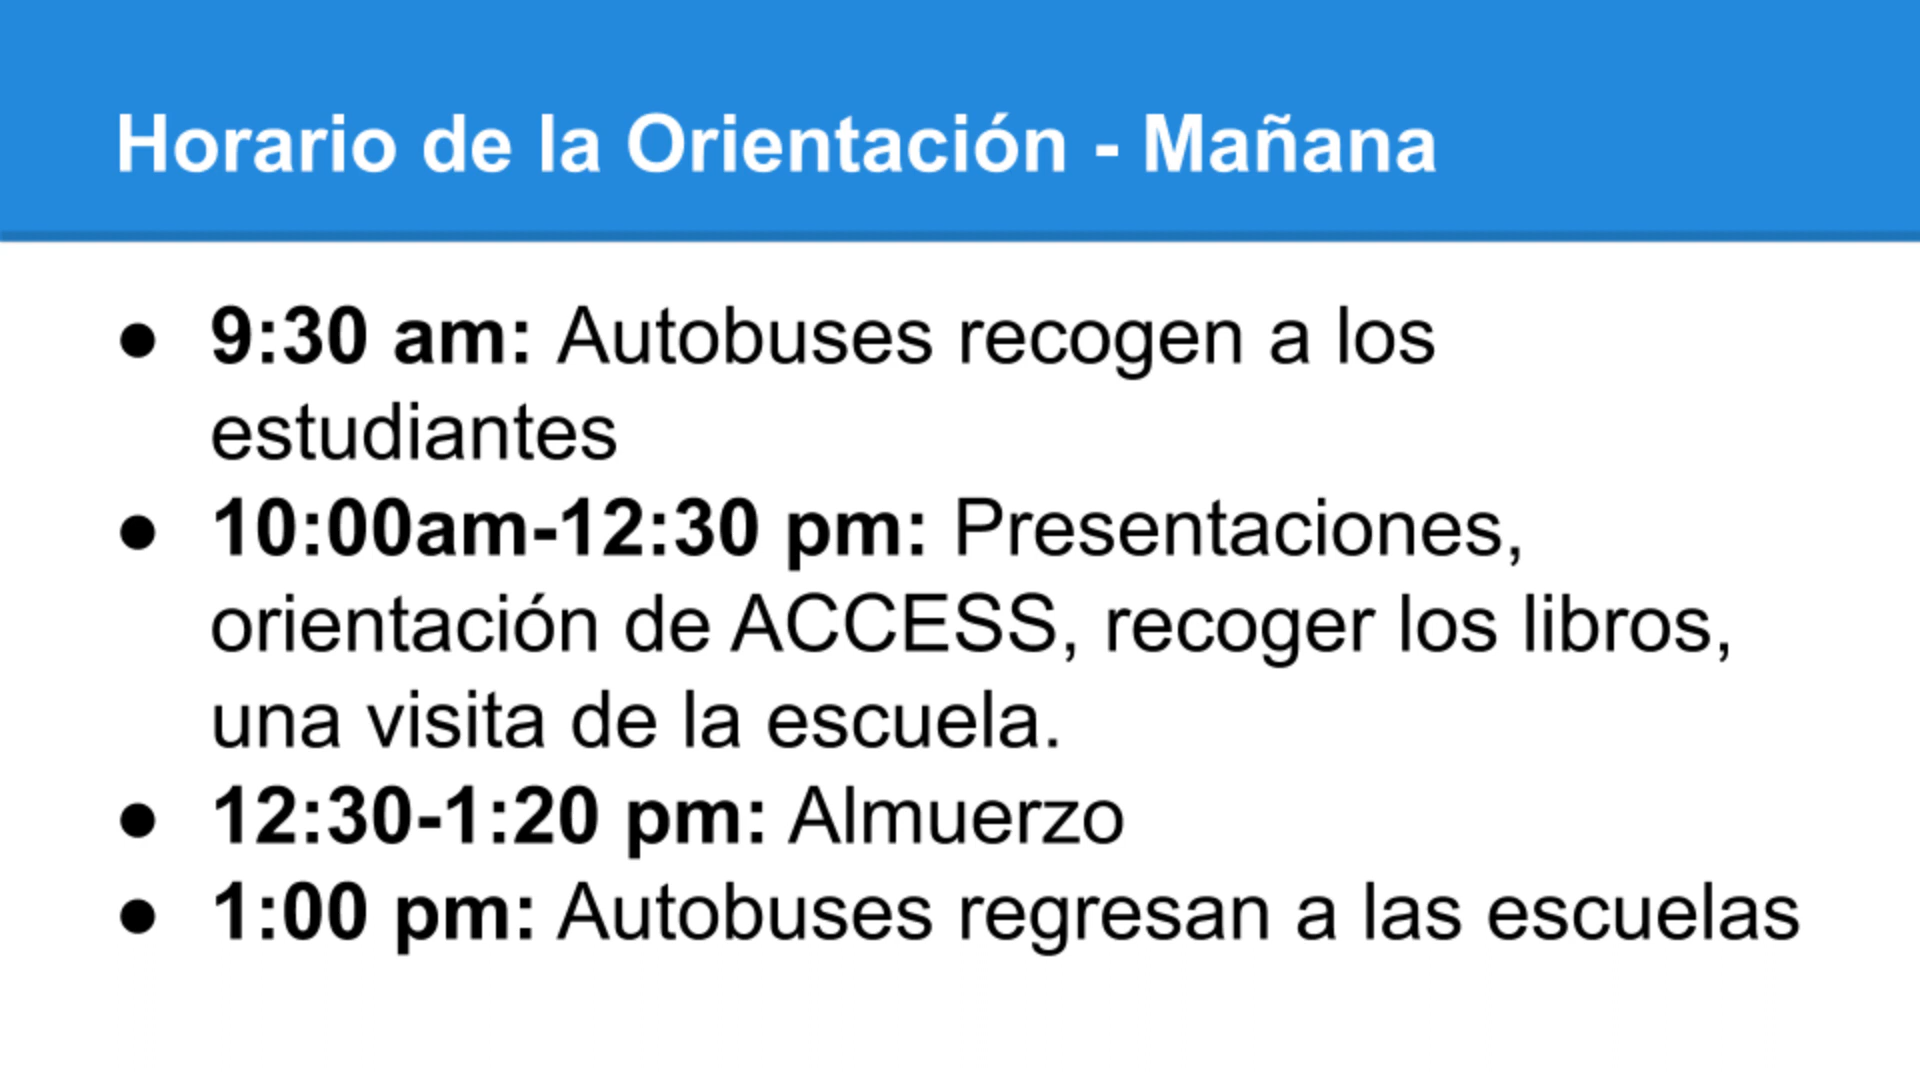 Horario de la Orientación - Mañana
● 9:30 am: Autobuses recogen a los
estudiantes
● 10:00am-12:30 pm: Presentaciones,
orientación de ACCESS, recoger los libros,
una visita de la escuela.
● 12:30-1:20 pm: Almuerzo
● 1:00 pm: Autobuses regresan a las escuelas